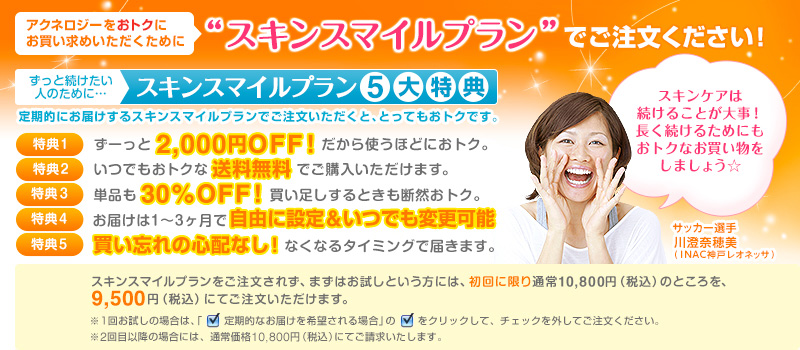 アクネロジーをおトクに
お買い求めいただくために
“スキンスマイルプラン”でご注文ください！
ずっと続けたい
人のために…
スキンスマイルプラン5大特典
定期的にお届けするスキンスマイルプランでご注文いただくと、とってもおトクです。
特典1 ずーっと2,000円OFF！だから使うほどにおトク。
特典2 いつでもおトクな送料無料でご購入いただけます。
特典3 単品も30%OFF！買い足しするときも断然おトク。
特典4 お届けは1〜3ヶ月で自由に設定＆いつでも変更可能
特典5 買い忘れの心配なし！なくなるタイミングで届きます。
スキンケアは
続けることが大事！
長く続けるためにも
おトクなお買い物を
しましょう☆
サッカー選手
川澄奈穂美
（INAC神戸レオネッサ）
スキンスマイルプランをご注文されず、まずはお試しという方には、初回に限り通常10,800円（税込）のところを、
9,500円（税込）にてご注文いただけます。
※1回お試しの場合は、「☑定期的なお届けを希望される場合」の☑をクリックして、チェックを外してご注文ください。
※2回目以降の場合には、通常価格10,800円（税込）にてご請求いたします。